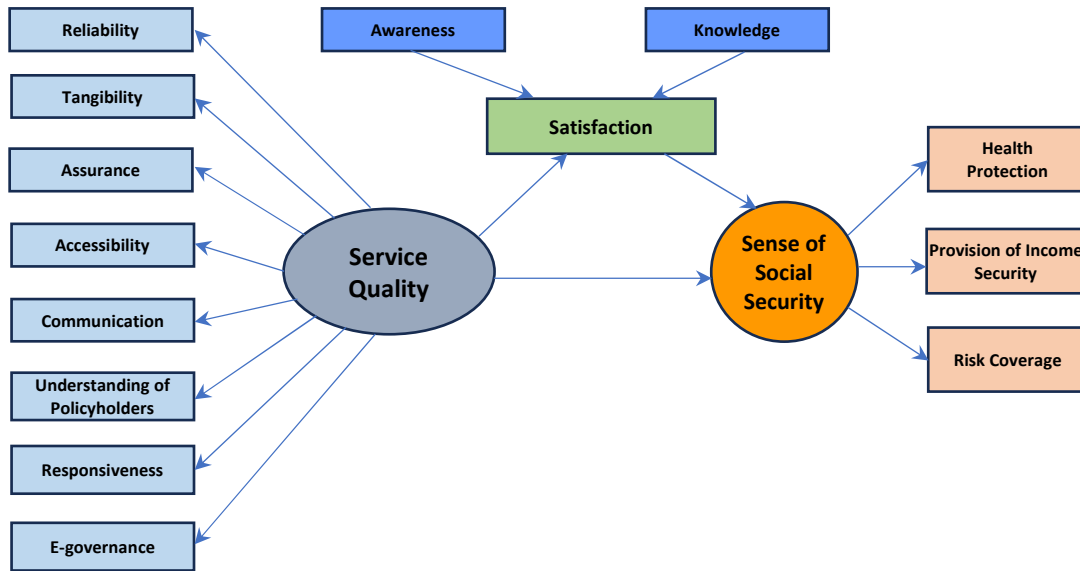 Reliability
Tangibility
Assurance
Accessibility
Communication
Understanding of
Policyholders
Responsiveness
E-governance
Service
Quality
Awareness
Knowledge
Satisfaction
Sense of
Social
Security
Health
Protection
Provision of Income
Security
Risk Coverage